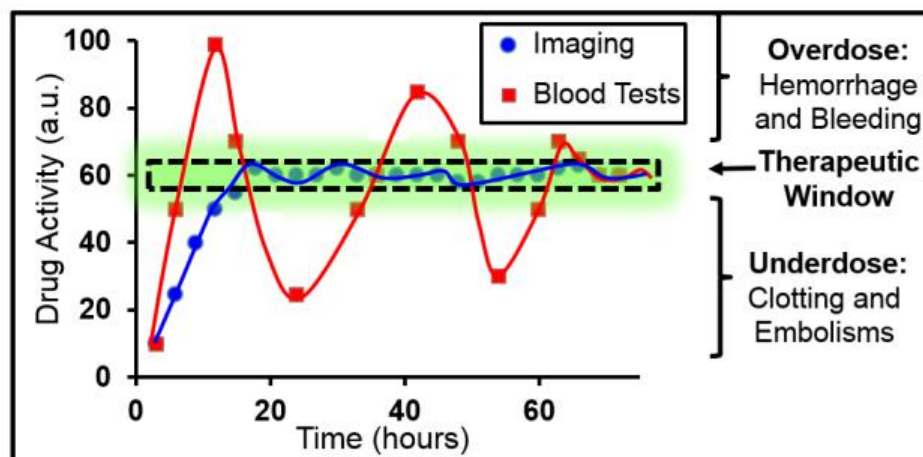 100
80
60
40
20
0
Drug Activity (a.u.)
0
20
40
60
Time (hours)
Imaging
Blood Tests
Overdose:
Hemorrhage
and Bleeding
Therapeutic
Window
Underdose:
Clotting and
Embolisms